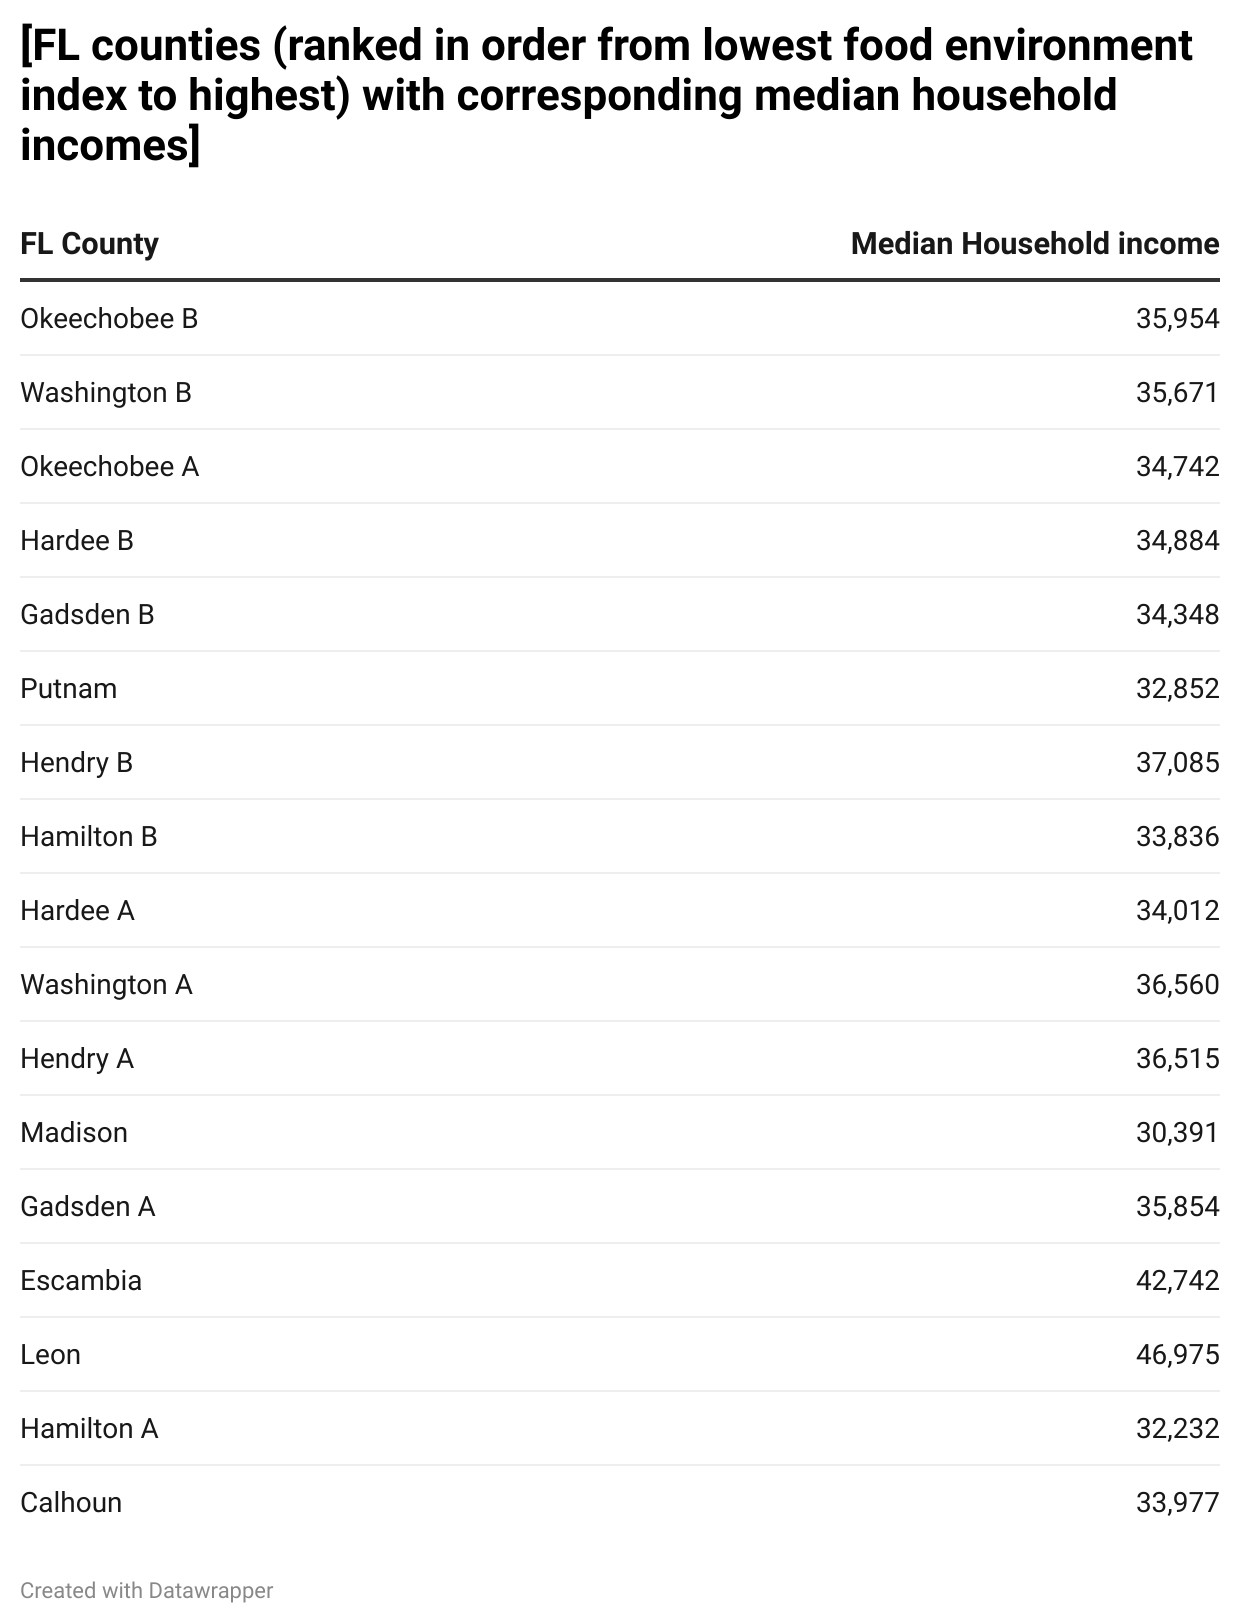 [FL counties (ranked in order from lowest food environment
index to highest) with corresponding median household
incomes]
FL County Median Household income
Okeechobee B 35,954
Washington B 35,671
Okeechobee A 34,742
Hardee B 34,884
Gadsden B 34,348
Putnam 32,852
Hendry B 37,085
Hamilton B 33,836
Hardee A 34,012
Washington A 36,560
Hendry A 36,515
Madison 30,391
Gadsden A 35,854
Escambia 42,742
Leon 46,975
Hamilton A 32,232
Calhoun 33,977
Created with Datawrapper